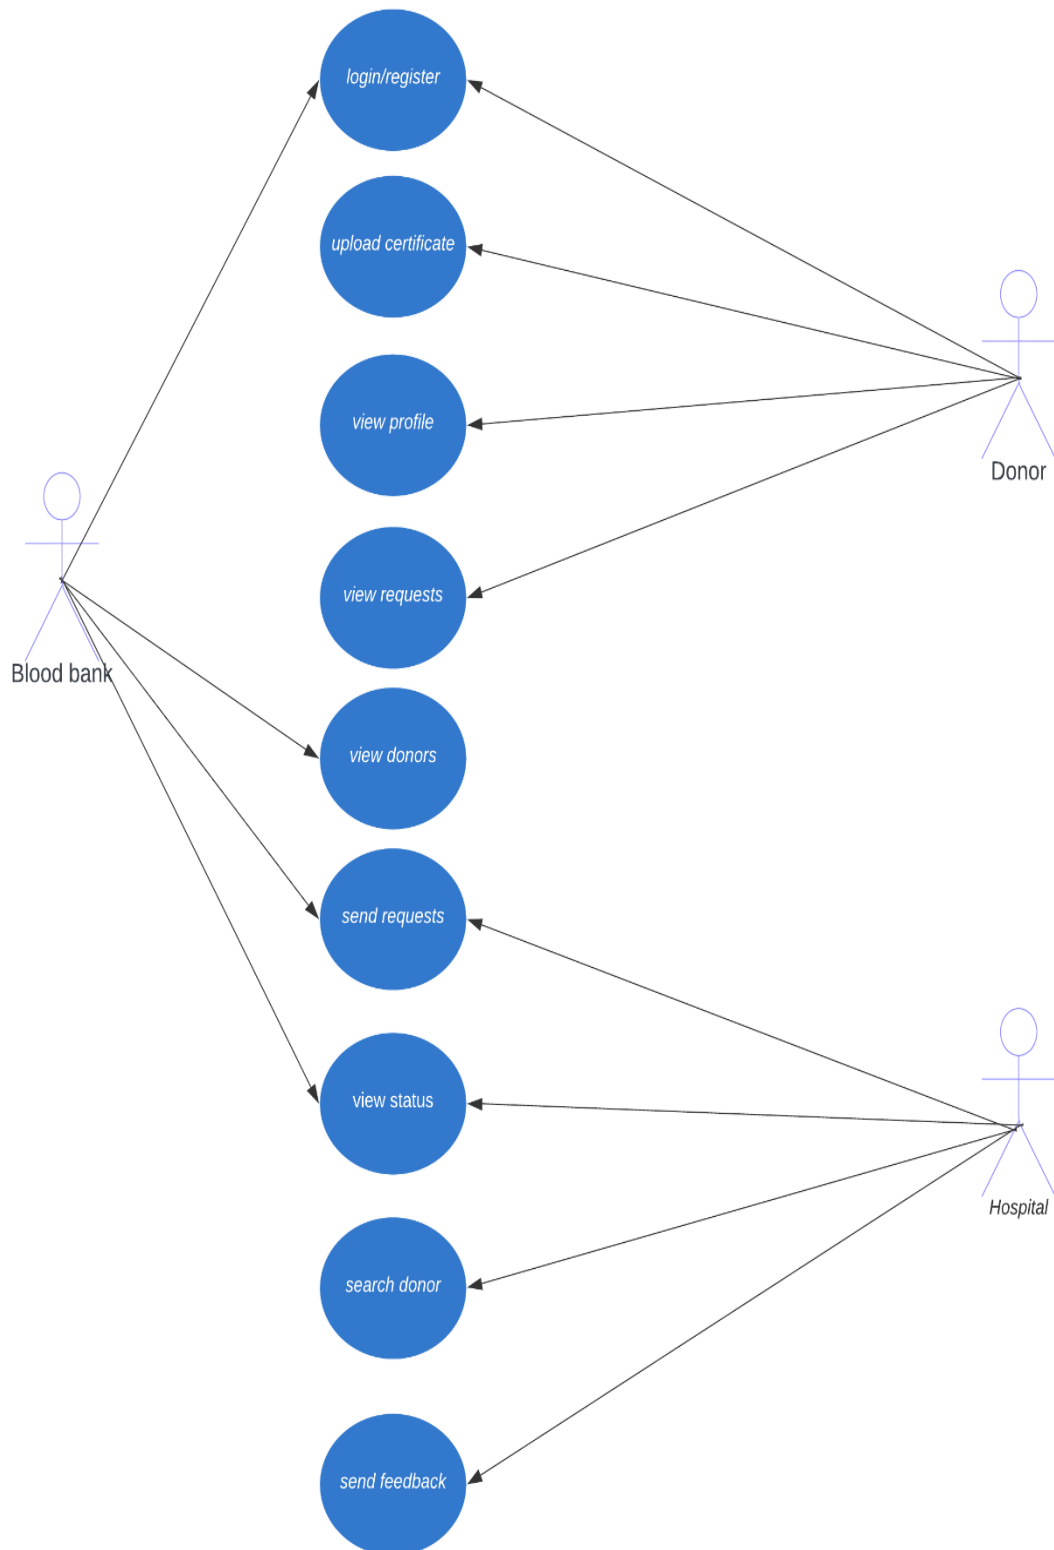 login/register
upload certificate
view profile
Donor
view requests
Blood bank
view donors
send requests
view status
Hospital
search donor
send feedback